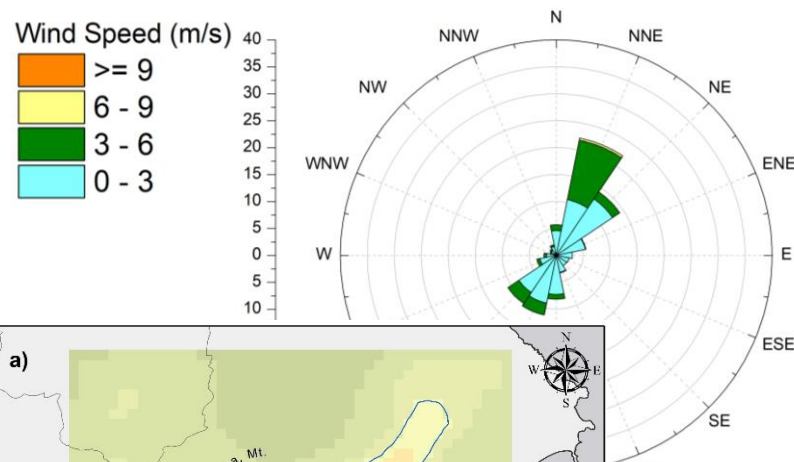 Wind Speed (m/s)
>= 9
6 - 9
3 - 6
0 - 3
40
35
30
25
20
15
10
5
0
5
10
N
NNE
NE
ENE
E
ESE
SE
W
WNW
NW
NNW
a)
a, Mt.
N
W
E
S